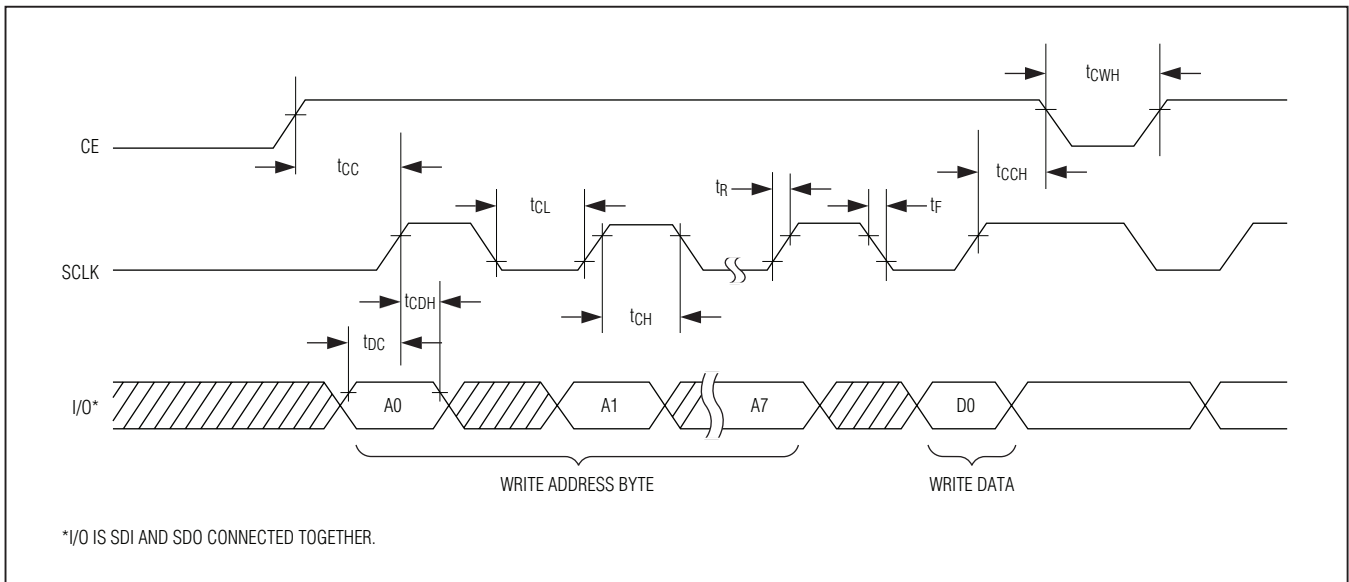 tCWH
CE
tCC
tCCH
tR
tCL
tF
SCLK
tCDH
tCH
tDC
I/O*
A0
A1
A7
D0
WRITE ADDRESS BYTE
WRITE DATA
*I/O IS SDI AND SDO CONNECTED TOGETHER.